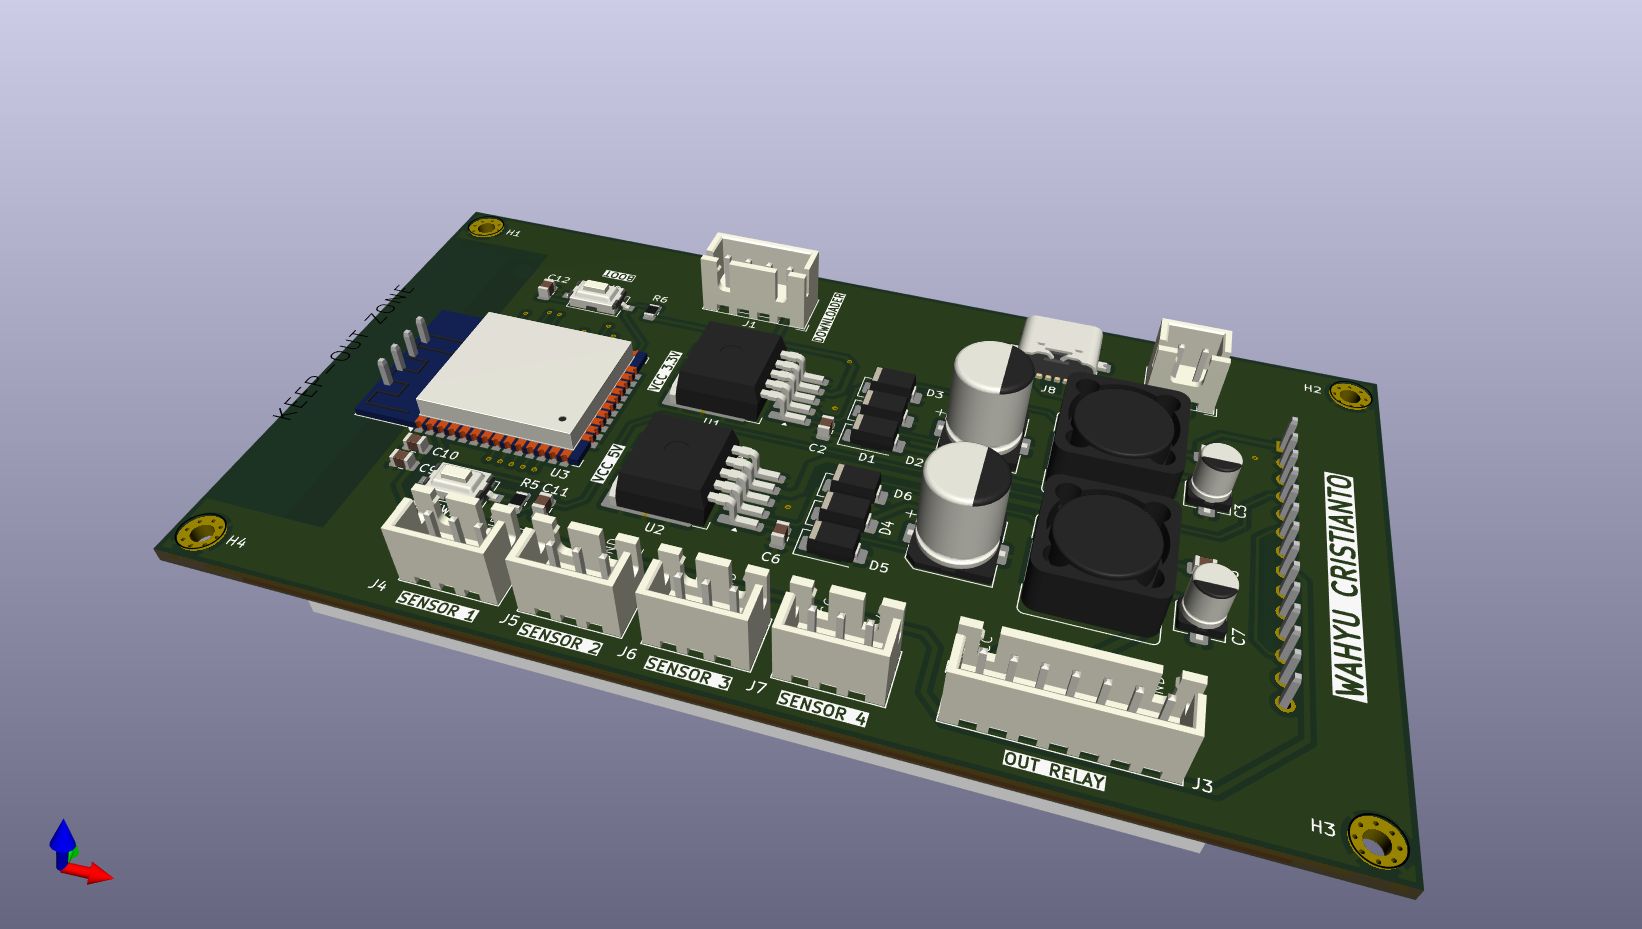 H1
C12
BOOT
R6
J1
DOWNLOADER
KEEP-OUT ZONE
VCC 3.3V
U1
C2
D3
D1
D2
J8
H2
C10
U3
VCC 5V
R5
C11
U2
C6
D6
D4
D5
C3
C7
WAHYU CRISTIANTO
H4
J4
SENSOR 1
J5
SENSOR 2
J6
SENSOR 3
J7
SENSOR 4
OUT RELAY
J3
H3